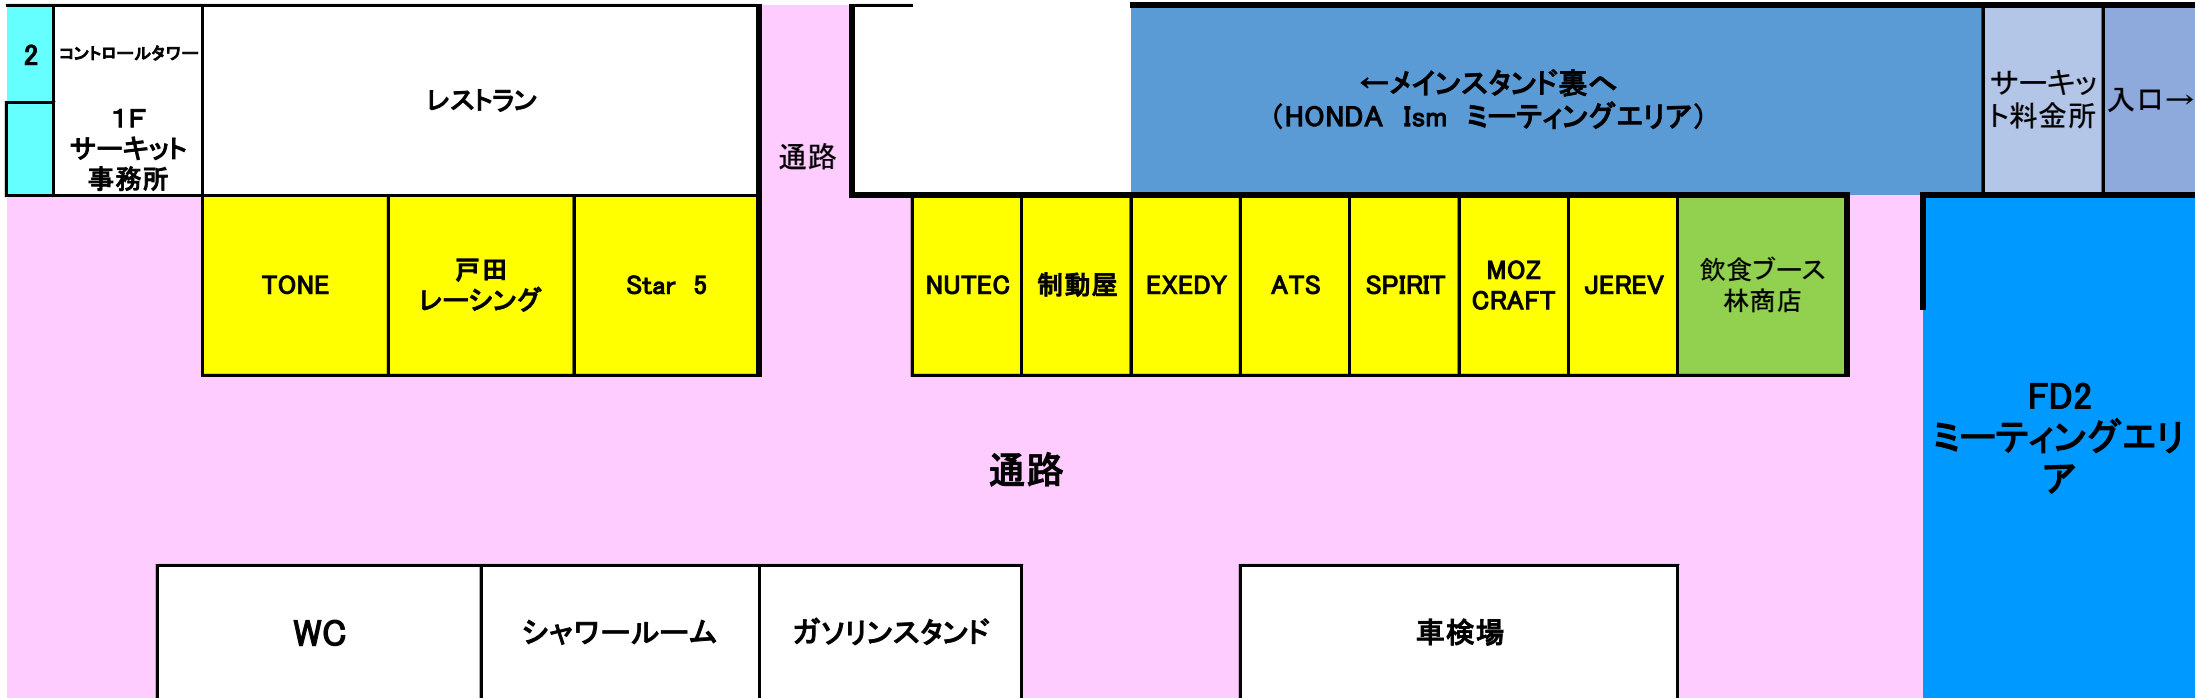 2
コントロールタワー
1F
サーキット
事務所
レストラン
通路
←メインスタンド裏へ
(HONDA Ism ミーティングエリア)
サーキッ
ト料金所
入口→
TONE
戸田
レーシング
Star 5
NUTEC
制動屋
EXEDY
ATS
SPIRIT
MOZ
CRAFT
JEREV
飲食ブース
林商店
FD2
ミーティングエリ
ア
通路
WC
シャワールーム
ガソリンスタンド
車検場